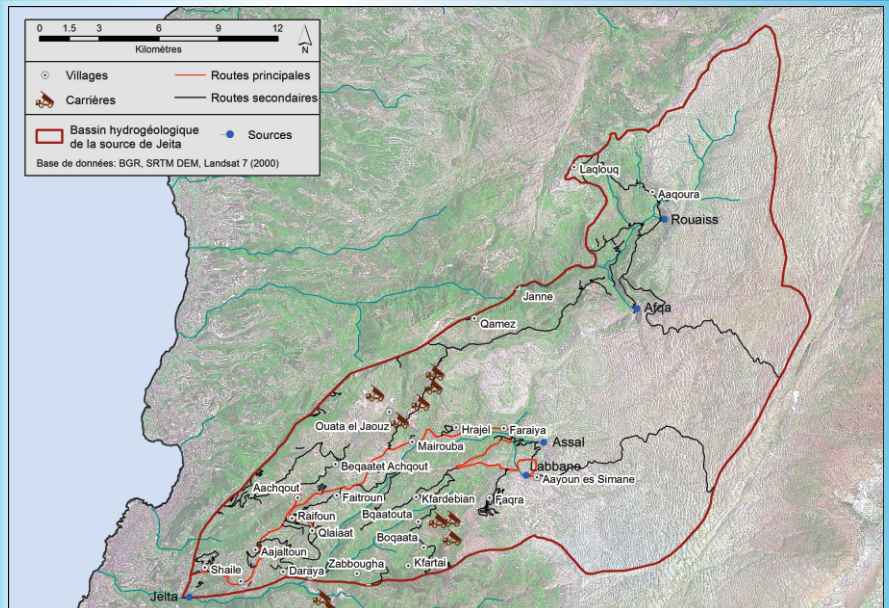 0 1.5 3 6 9 12
Kilomètres
N
Villages
Routes principales
Carrières
Routes secondaires
Bassin hydrogéologique
de la source de Jeita
Sources
Base de données: BGR, SRTM DEM, Landsat 7 (2000)
Laqlouq
Aaqoura
Rouaiss
Janne
Afqa
Qamez
Ouata el Jaouz
Hrajel
Faraiya
Mairouba
Assal
Beqaatet Achqout
Labbane
Aayoun es Simane
Aachqout
Faitroun
Kfardebian
Faqra
Raifoun
Bqaatouta
Qlaiaat
Boqaata
Aajaltoun
Shaile
Daraya
Zabbougha
Kfartai
Jeita